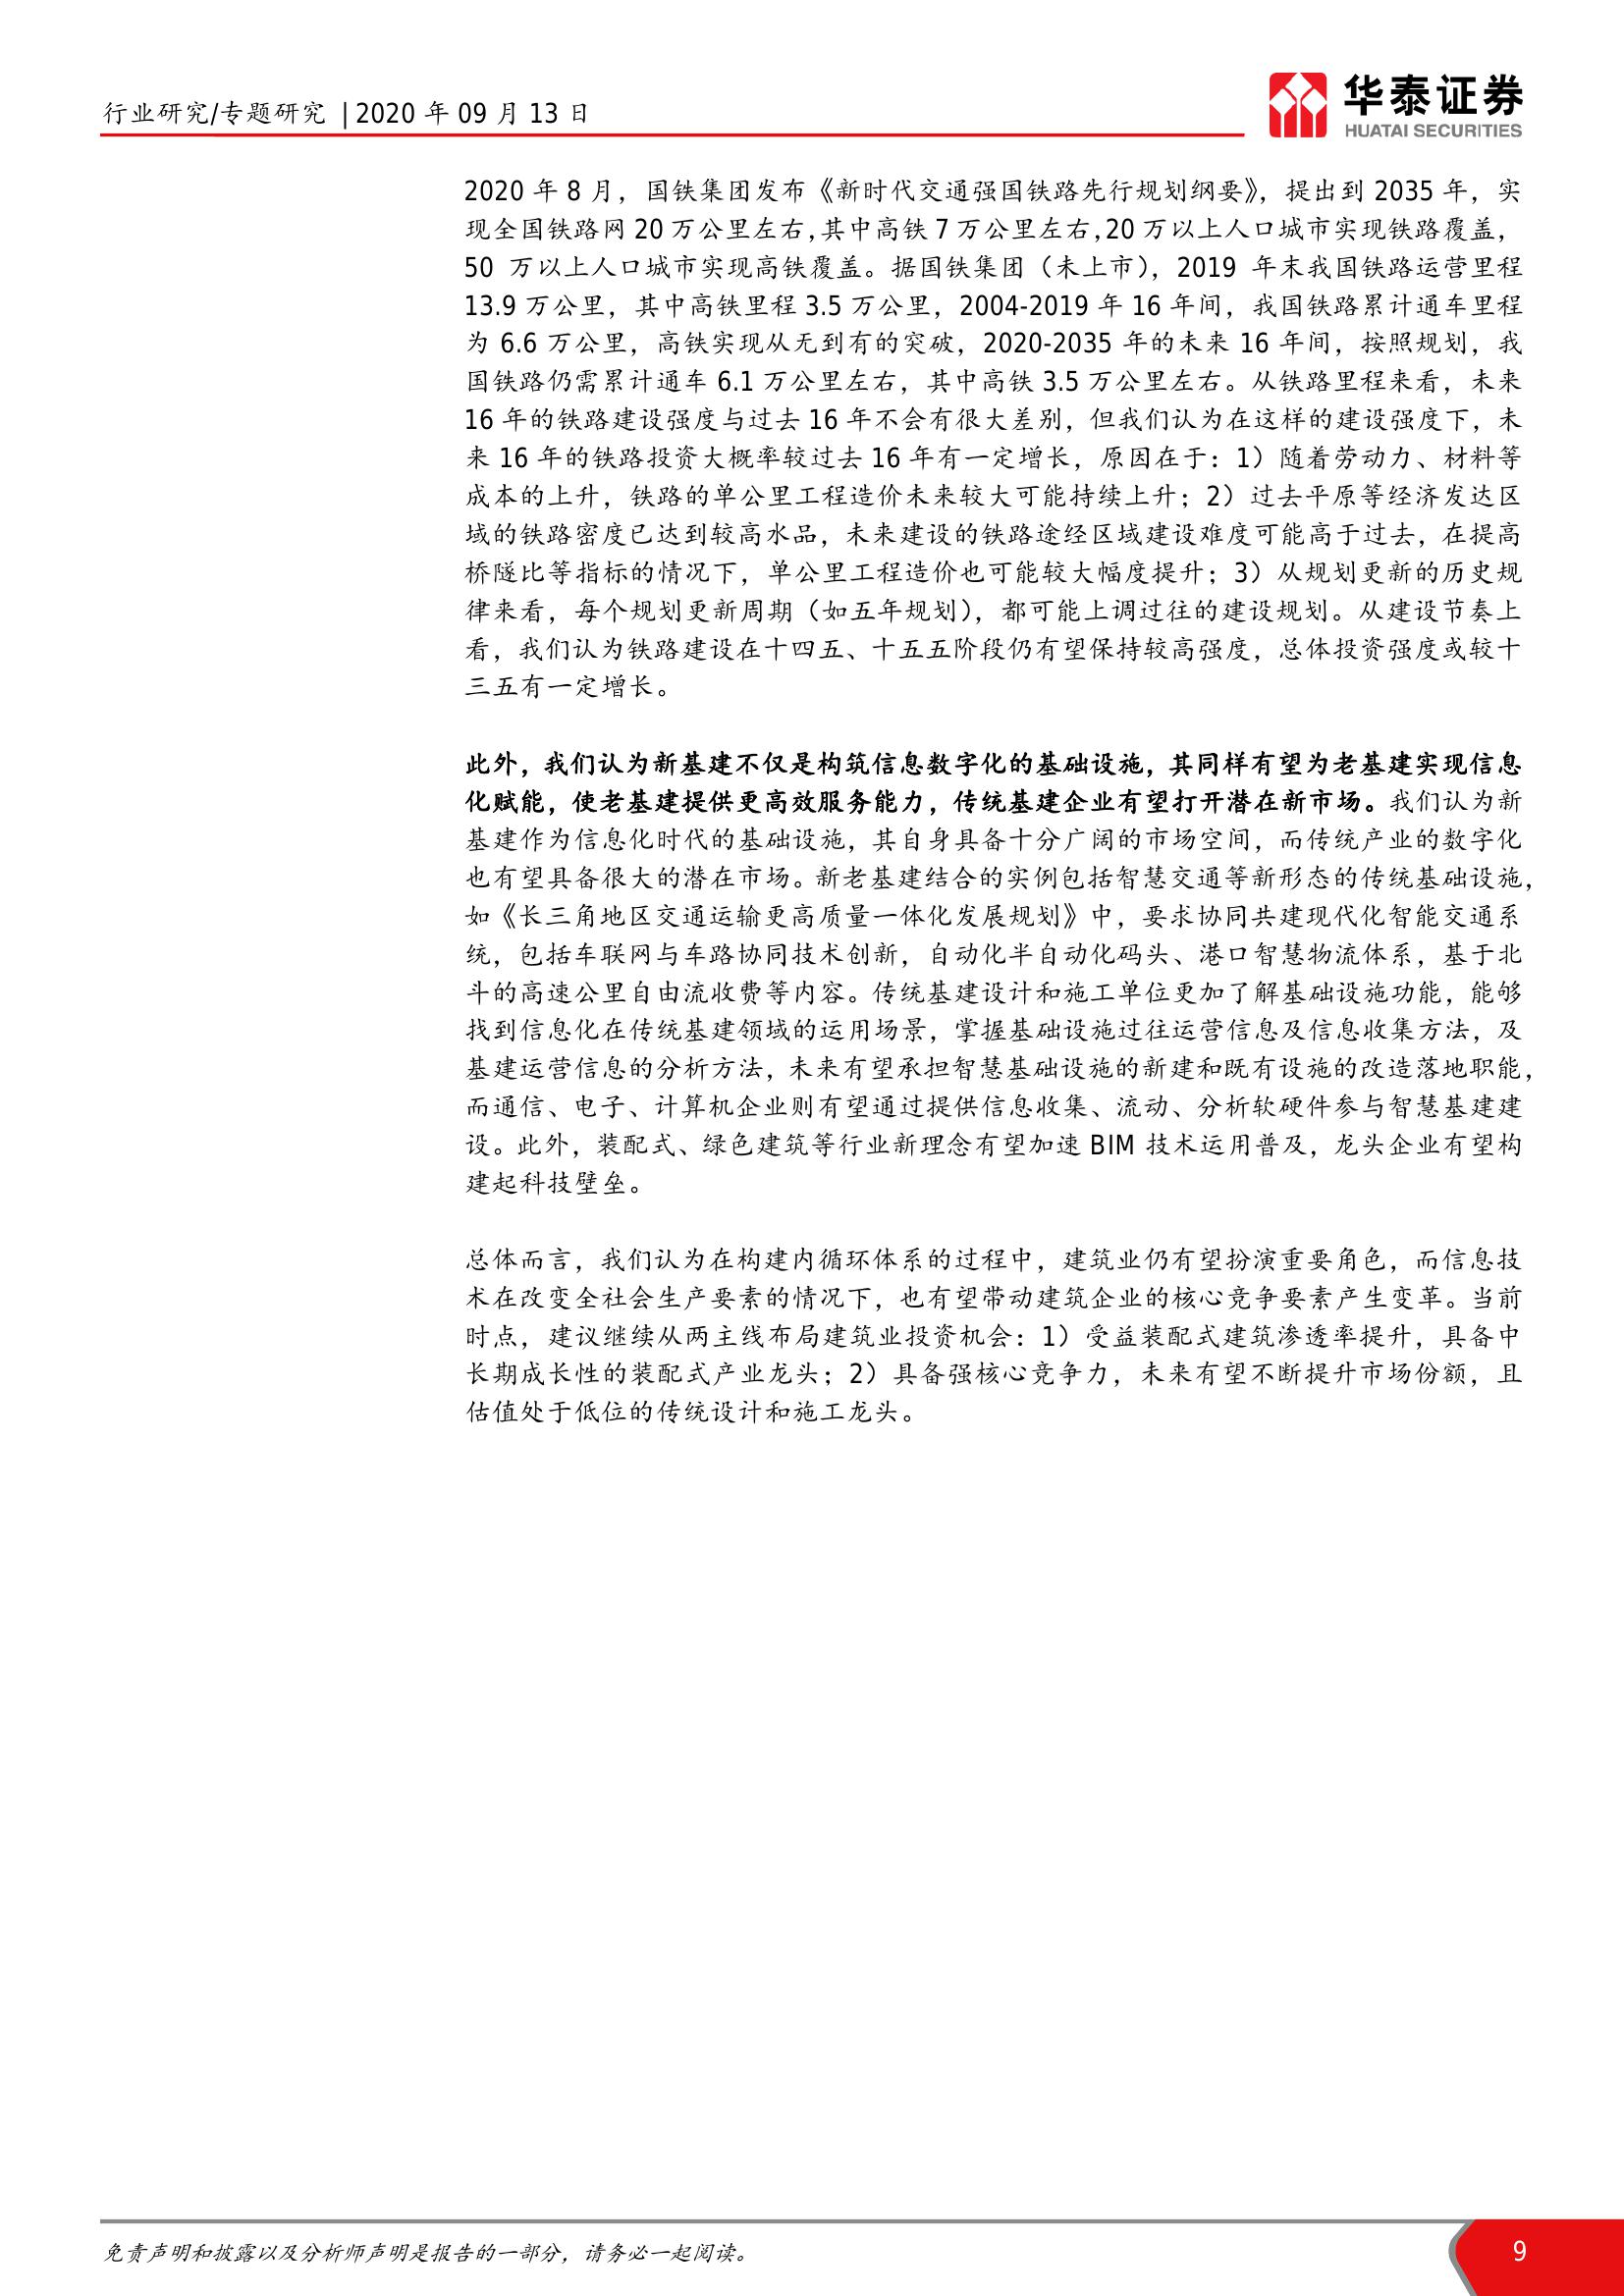 行业研究/专题研究 | 2020 年 09 月 13 日
华泰证券
HUATAI SECURITIES
2020 年 8 月，国铁集团发布《新时代交通强国铁路先行规划纲要》，提出到 2035 年，实
现全国铁路网 20 万公里左右,其中高铁 7 万公里左右,20 万以上人口城市实现铁路覆盖，
50 万以上人口城市实现高铁覆盖。据国铁集团（未上市），2019 年末我国铁路运营里程
13.9 万公里，其中高铁里程 3.5 万公里，2004-2019 年 16 年间，我国铁路累计通车里程
为 6.6 万公里，高铁实现从无到有的突破，2020-2035 年的未来 16 年间，按照规划，我
国铁路仍需累计通车 6.1 万公里左右，其中高铁 3.5 万公里左右。从铁路里程来看，未来
16 年的铁路建设强度与过去 16 年不会有很大差别，但我们认为在这样的建设强度下，未
来 16 年的铁路投资大概率较过去 16 年有一定增长，原因在于：1）随着劳动力、材料等
成本的上升，铁路的单公里工程造价未来较大可能持续上升；2）过去平原等经济发达区
域的铁路密度已达到较高水品，未来建设的铁路途经区域建设难度可能高于过去，在提高
桥隧比等指标的情况下，单公里工程造价也可能较大幅度提升；3）从规划更新的历史规
律来看，每个规划更新周期（如五年规划），都可能上调过往的建设规划。从建设节奏上
看，我们认为铁路建设在十四五、十五五阶段仍有望保持较高强度，总体投资强度或较十
三五有一定增长。
此外，我们认为新基建不仅是构筑信息数字化的基础设施，其同样有望为老基建实现信息
化赋能，使老基建提供更高效服务能力，传统基建企业有望打开潜在新市场。我们认为新
基建作为信息化时代的基础设施，其自身具备十分广阔的市场空间，而传统产业的数字化
也有望具备很大的潜在市场。新老基建结合的实例包括智慧交通等新形态的传统基础设施，
如《长三角地区交通运输更高质量一体化发展规划》中，要求协同共建现代化智能交通系
统，包括车联网与车路协同技术创新，自动化半自动化码头、港口智慧物流体系，基于北
斗的高速公里自由流收费等内容。传统基建设计和施工单位更加了解基础设施功能，能够
找到信息化在传统基建领域的运用场景，掌握基础设施过往运营信息及信息收集方法，及
基建运营信息的分析方法，未来有望承担智慧基础设施的新建和既有设施的改造落地职能，
而通信、电子、计算机企业则有望通过提供信息收集、流动、分析软硬件参与智慧基建建
设。此外，装配式、绿色建筑等行业新理念有望加速 BIM 技术运用普及，龙头企业有望构
建起科技壁垒。
总体而言，我们认为在构建内循环体系的过程中，建筑业仍有望扮演重要角色，而信息技
术在改变全社会生产要素的情况下，也有望带动建筑企业的核心竞争要素产生变革。当前
时点，建议继续从两主线布局建筑业投资机会：1）受益装配式建筑渗透率提升，具备中
长期成长性的装配式产业龙头；2）具备强核心竞争力，未来有望不断提升市场份额，且
估值处于低位的传统设计和施工龙头。
免责声明和披露以及分析师声明是报告的一部分，请务必一起阅读。
9